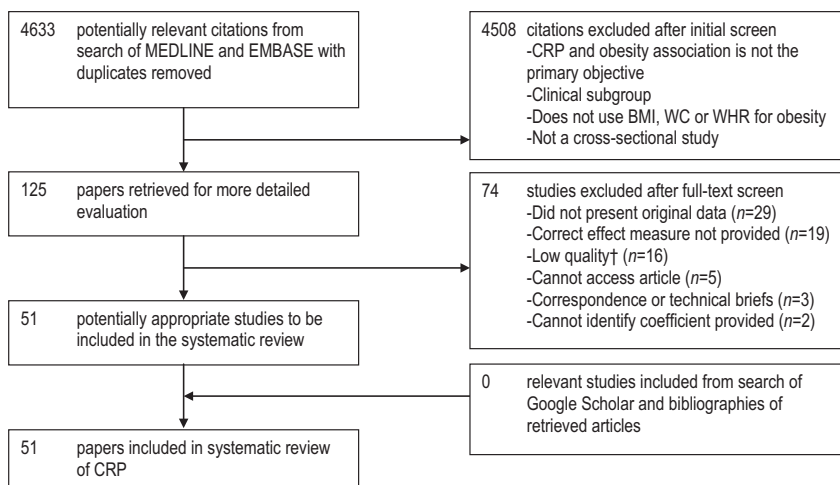 4633 potentially relevant citations from
search of MEDLINE and EMBASE with
duplicates removed
4508 citations excluded after initial screen
-CRP and obesity association is not the
primary objective
-Clinical subgroup
-Does not use BMI, WC or WHR for obesity
-Not a cross-sectional study
125 papers retrieved for more detailed
evaluation
74 studies excluded after full-text screen
-Did not present original data (n=29)
-Correct effect measure not provided (n=19)
-Low quality† (n=16)
-Cannot access article (n=5)
-Correspondence or technical briefs (n=3)
-Cannot identify coefficient provided (n=2)
51 potentially appropriate studies to be
included in the systematic review
0 relevant studies included from search of
Google Scholar and bibliographies of
retrieved articles
51 papers included in systematic review
of CRP